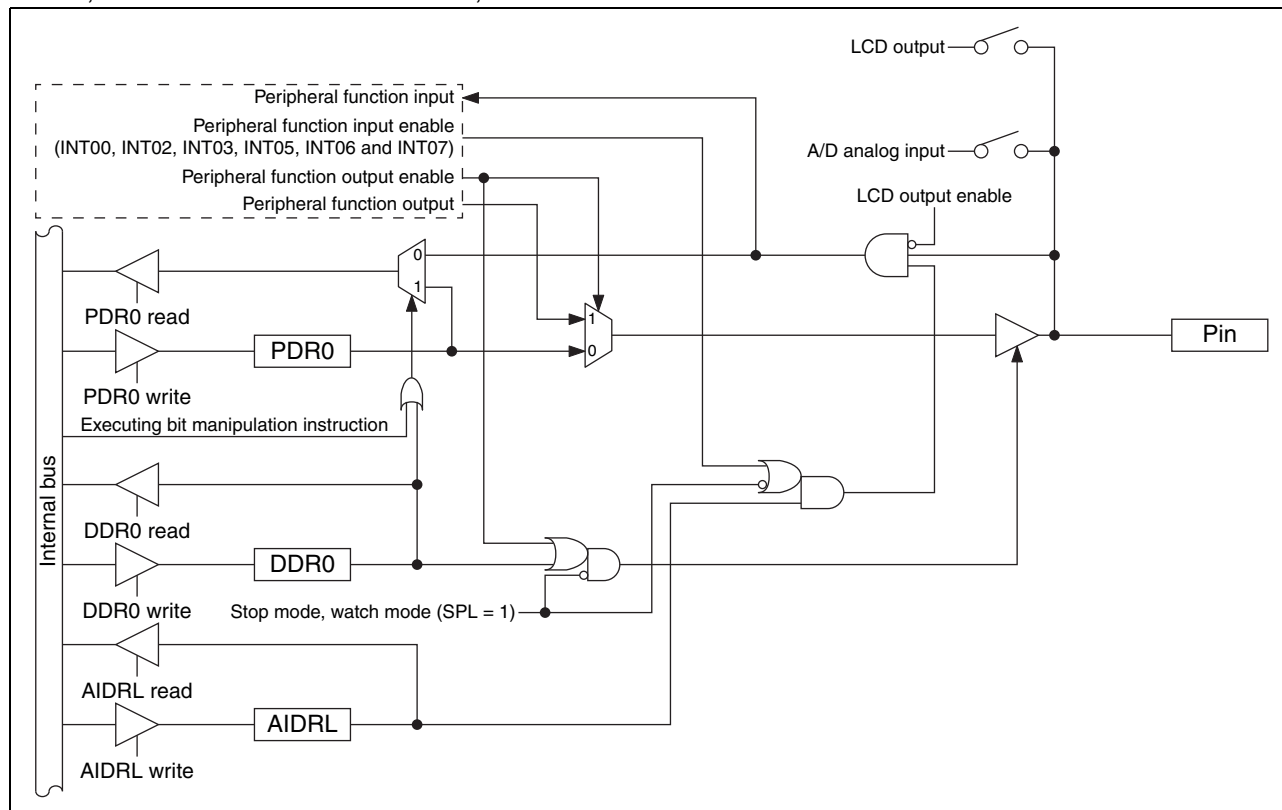 LCD output
Peripheral function input
Peripheral function input enable
(INT00, INT02, INT03, INT05, INT06 and INT07)
A/D analog input
Peripheral function output enable
Peripheral function output
LCD output enable
0
1
PDR0 read
1
0
PDR0
Pin
PDR0 write
Executing bit manipulation instruction
Internal bus
DDR0 read
DDR0
DDR0 write
Stop mode, watch mode (SPL = 1)
AIDRL read
AIDRL
AIDRL write